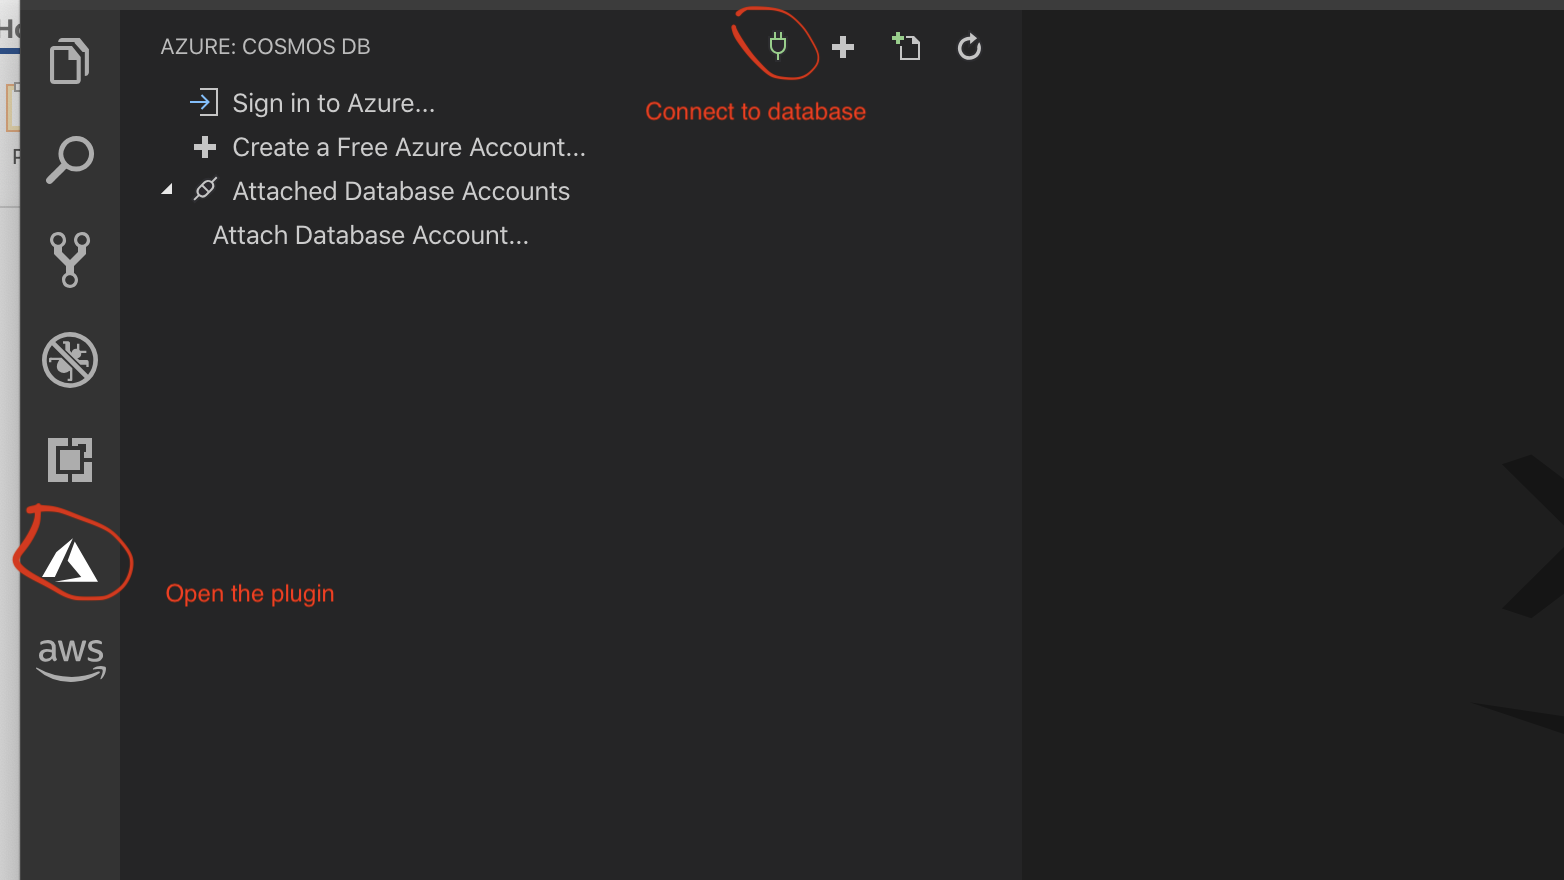 AZURE: COSMOS DB
Connect to database
Sign in to Azure...
Create a Free Azure Account...
Attached Database Accounts
Attach Database Account...
Open the plugin
aws